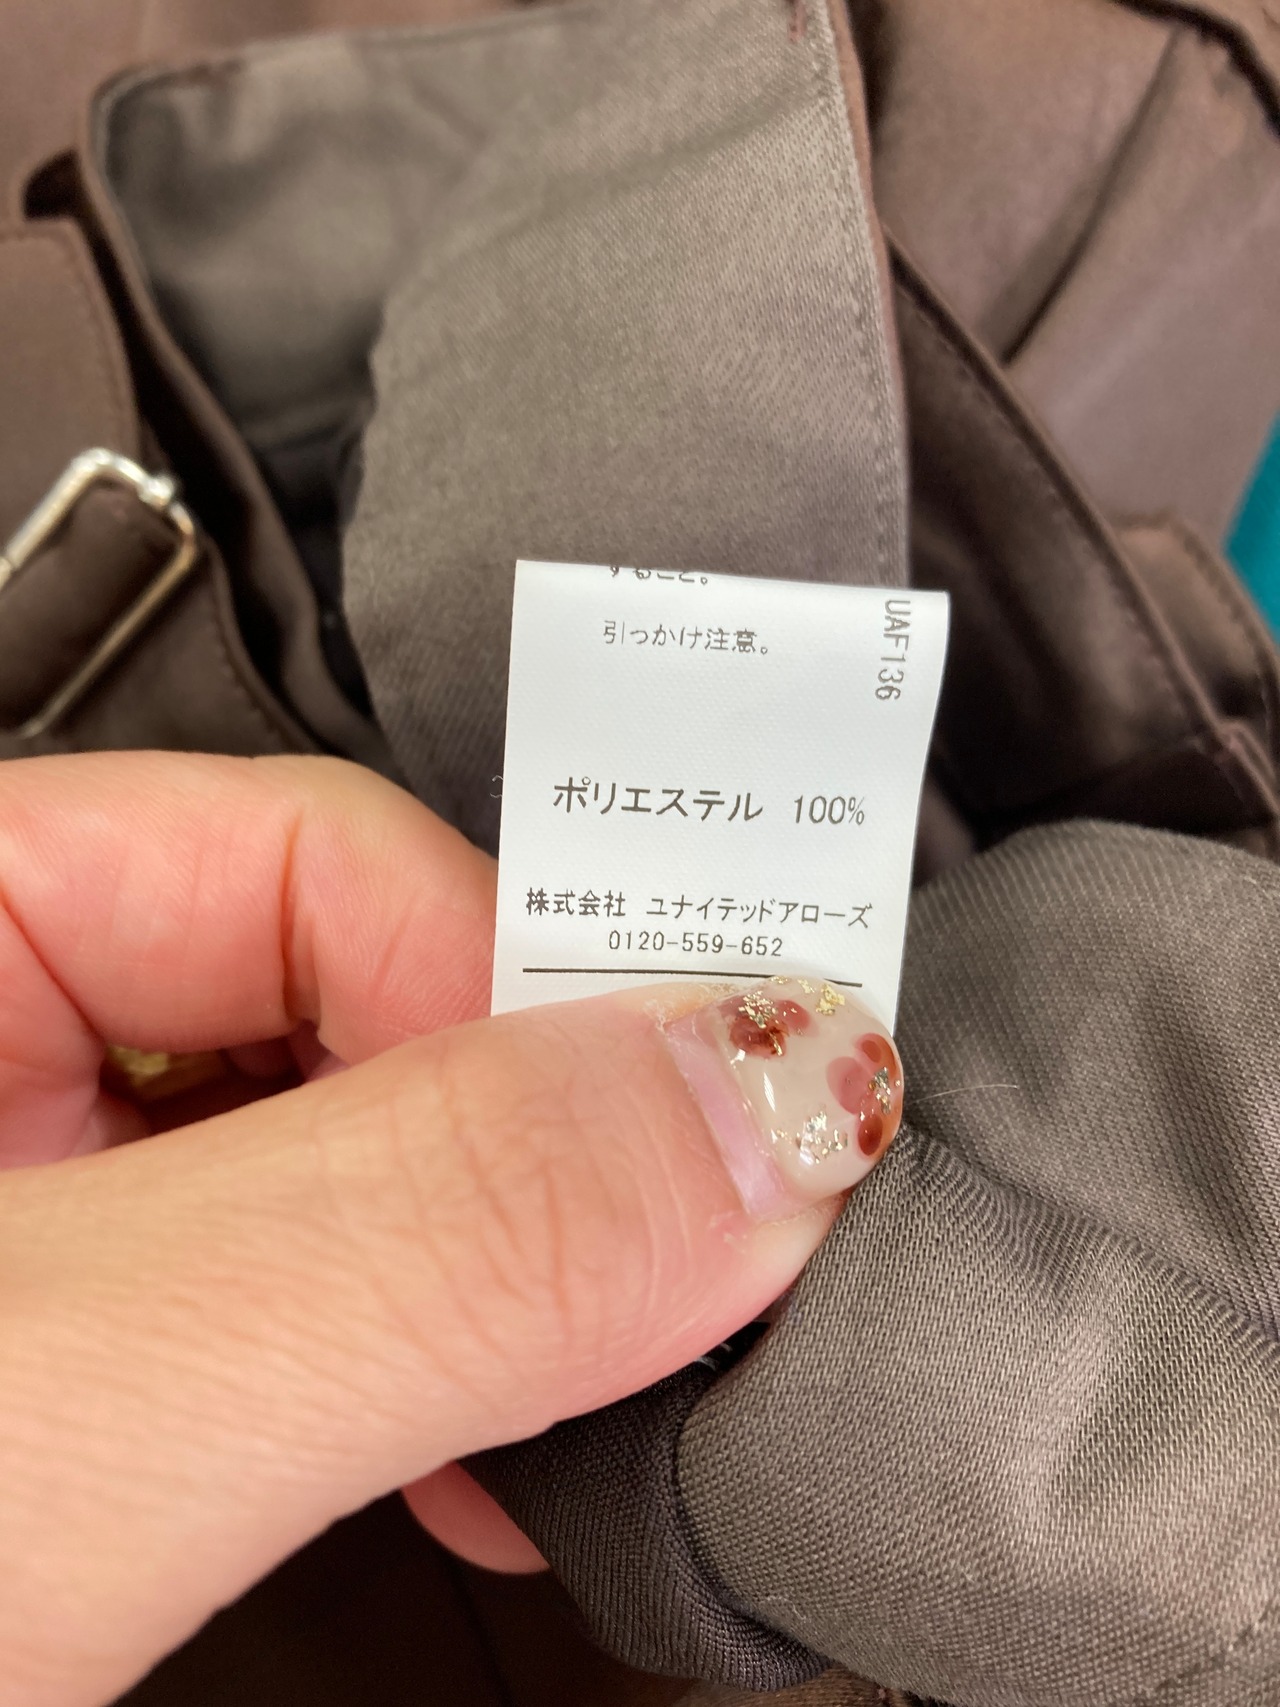 すること。
引っかけ注意。
UAF136
ポリエステル 100%
株式会社 ユナイテッドアローズ
0120-559-652